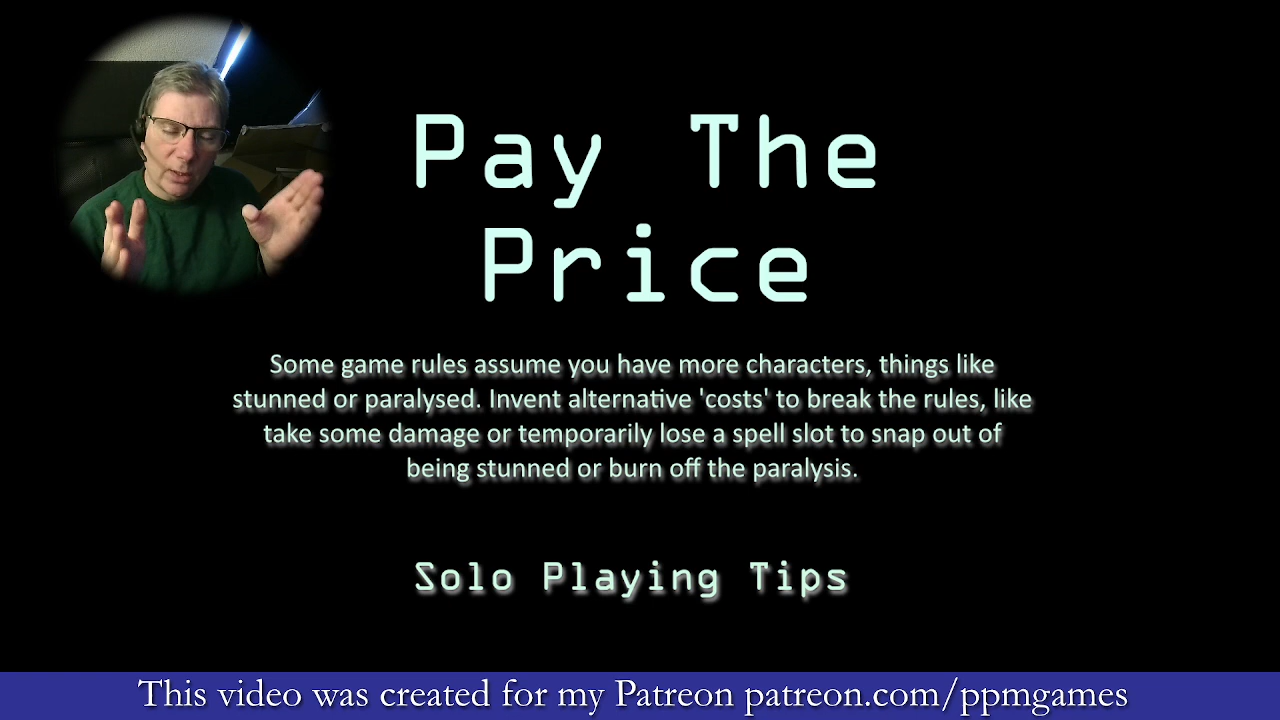 Pay The
Price
Some game rules assume you have more characters, things like
stunned or paralysed. Invent alternative 'costs' to break the rules, like
take some damage or temporarily lose a spell slot to snap out of
being stunned or burn off the paralysis.
Solo Playing Tips
This video was created for my Patreon patreon.com/ppmgames